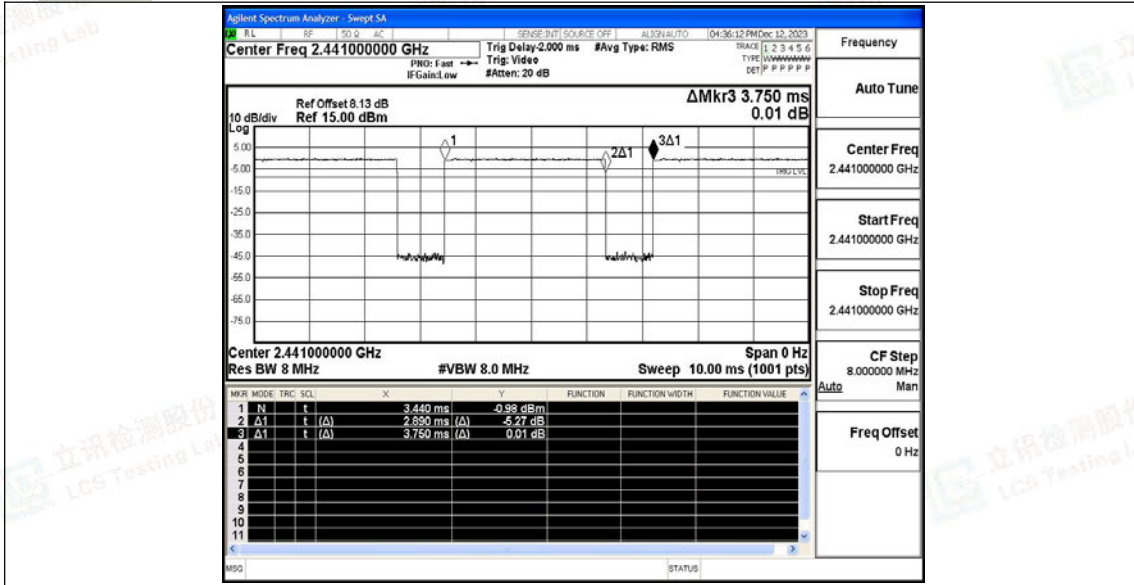 Agilent Spectrum Analyzer - Swept SA
RL RF 50 Ω AC SENSE:INT SOURCE OFF ALIGN AUTO 04:36:12 PM Dec 12, 2023
Center Freq 2.441000000 GHz
Trig Delay-2.000 ms #Avg Type: RMS
TRACE 1 2 3 4 5 6
PNO: Fast Trig: Video
TYPE WWWWWW
IFGain:Low #Atten: 20 dB
DET P P P P P P
ΔMkr3 3.750 ms
0.01 dB
Ref Offset 8.13 dB
10 dB/div Ref 15.00 dBm
Log
1
2Δ1
3Δ1
TRIG LVL
5.00
-5.00
-15.0
-25.0
-35.0
-45.0
-55.0
-65.0
-75.0
Center 2.441000000 GHz Span 0 Hz
Res BW 8 MHz #VBW 8.0 MHz Sweep 10.00 ms (1001 pts)
MKR MODE TRC SCL X Y FUNCTION FUNCTION WIDTH FUNCTION VALUE
1 N t 3.440 ms -0.98 dBm
2 Δ1 t (Δ) 2.890 ms (Δ) -5.27 dB
3 Δ1 t (Δ) 3.750 ms (Δ) 0.01 dB
4
5
6
7
8
9
10
11
MSG STATUS
Frequency
Auto Tune
Center Freq
2.441000000 GHz
Start Freq
2.441000000 GHz
Stop Freq
2.441000000 GHz
CF Step
8.000000 MHz
Auto Man
Freq Offset
0 Hz
立讯检测股份
LCS Testing Lab
立讯检测股份